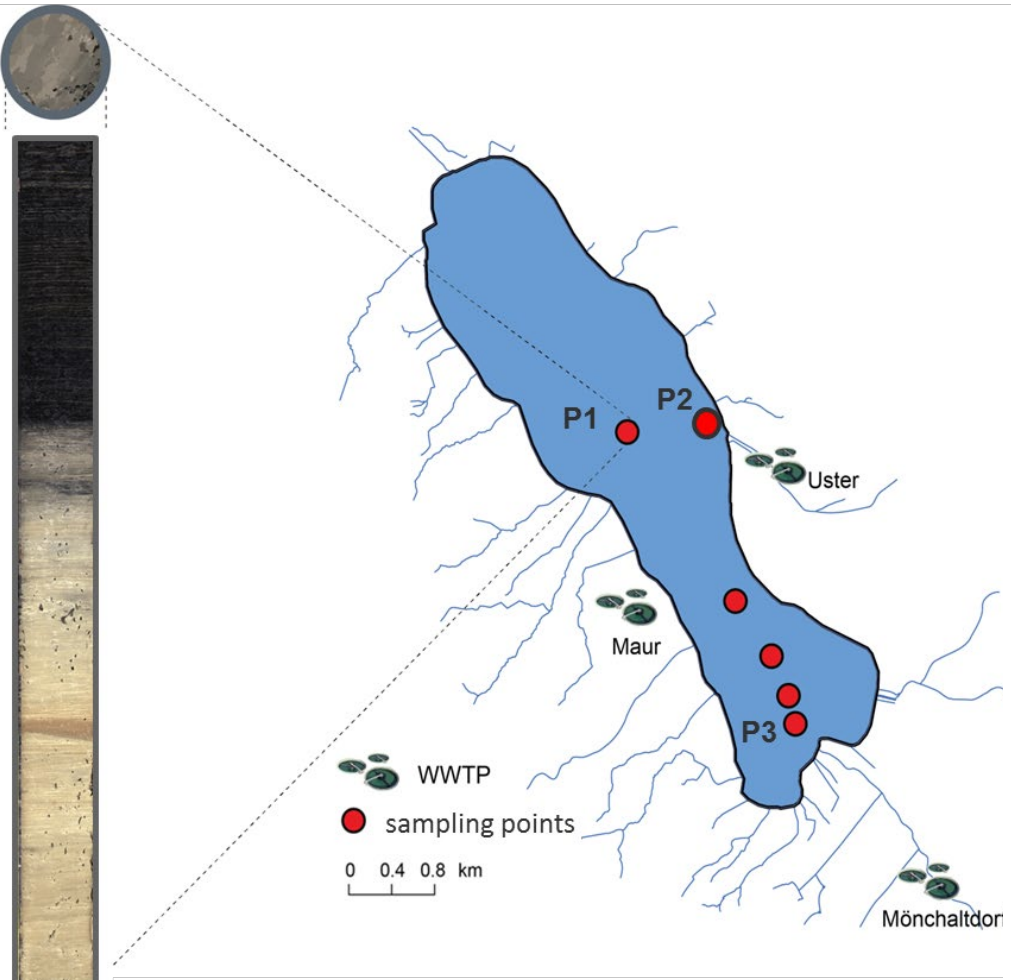 P1
P2
Uster
Maur
P3
WWTP
sampling points
0 0.4 0.8 km
Mönchaltdorf